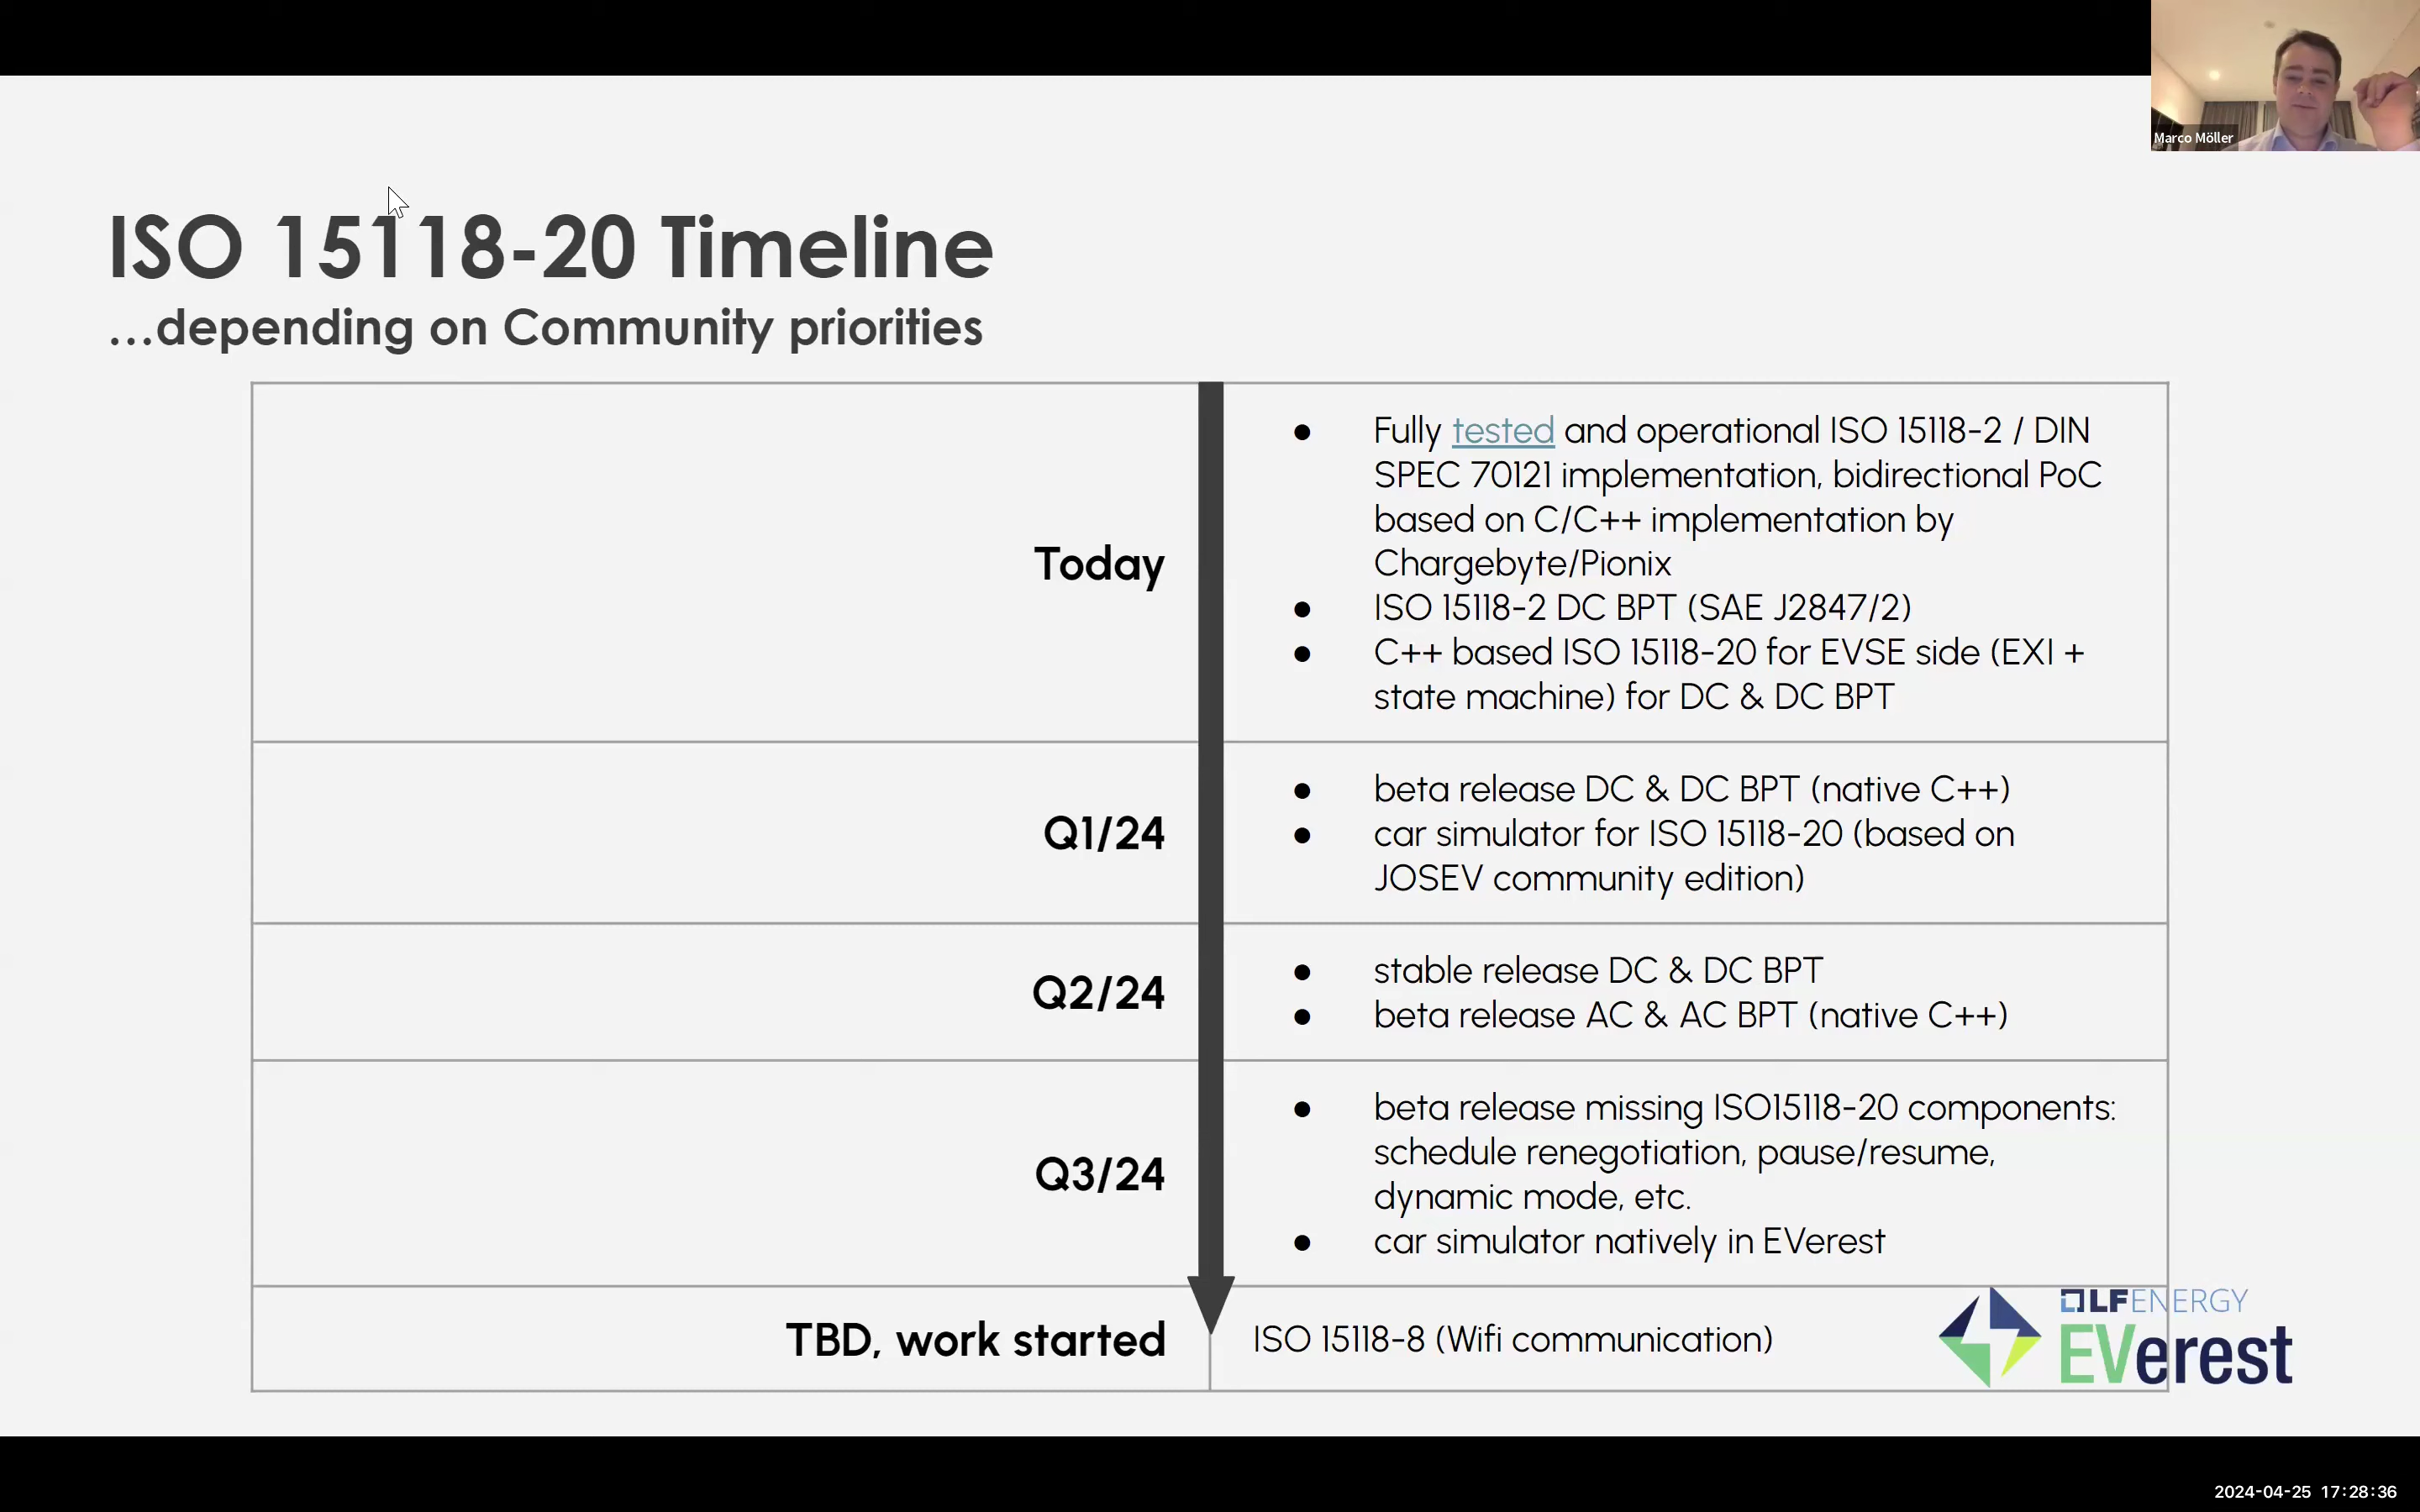 Marco Möller
ISO 15118-20 Timeline
...depending on Community priorities
Today
● Fully tested and operational ISO 15118-2 / DIN
SPEC 70121 implementation, bidirectional PoC
based on C/C++ implementation by
Chargebyte/Pionix
● ISO 15118-2 DC BPT (SAE J2847/2)
● C++ based ISO 15118-20 for EVSE side (EXI +
state machine) for DC & DC BPT
Q1/24
● beta release DC & DC BPT (native C++)
● car simulator for ISO 15118-20 (based on
JOSEV community edition)
Q2/24
● stable release DC & DC BPT
● beta release AC & AC BPT (native C++)
Q3/24
● beta release missing ISO15118-20 components:
schedule renegotiation, pause/resume,
dynamic mode, etc.
● car simulator natively in EVerest
TBD, work started
ISO 15118-8 (Wifi communication)
LFENERGY
EVerest
2024-04-25 17:28:36